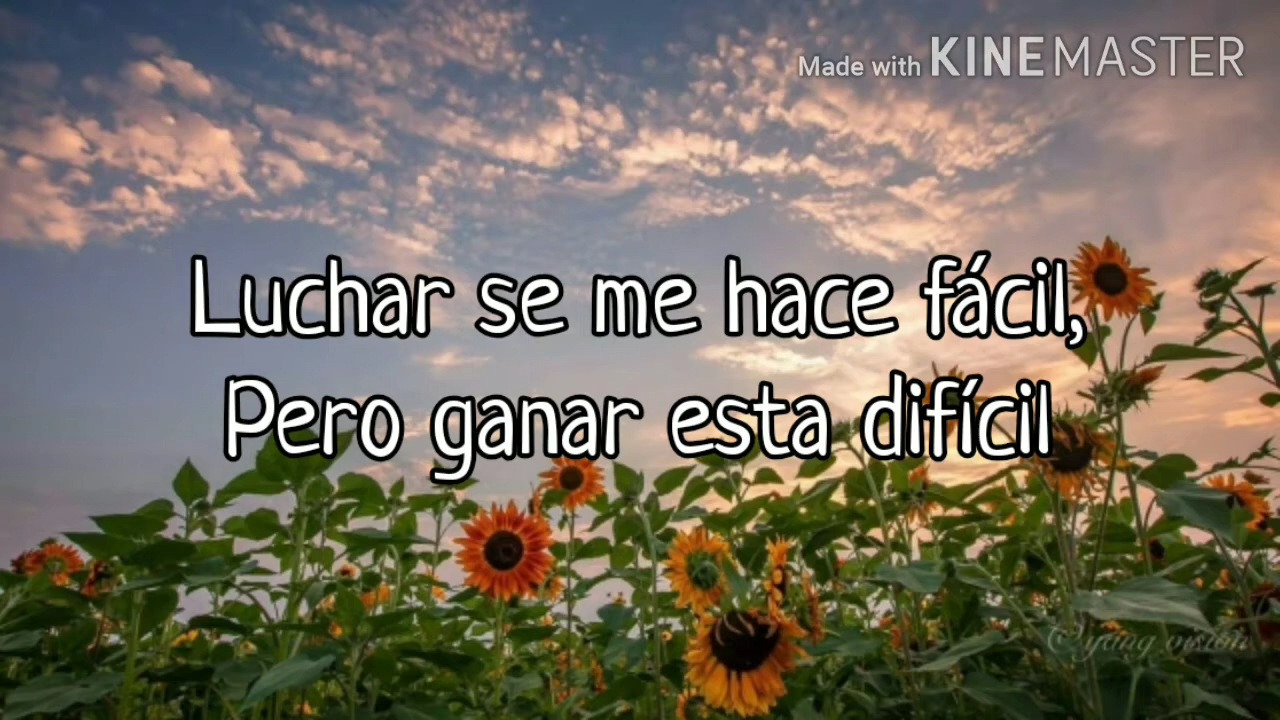 Made with KINEMASTER
Luchar se me hace fácil,
Pero ganar esta difícil